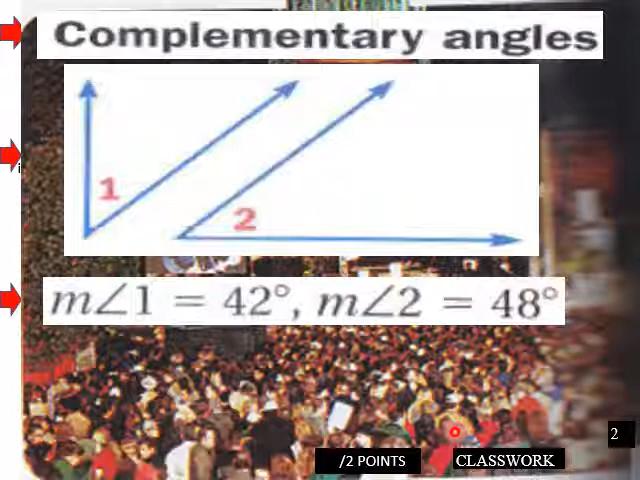 Complementary angles
1
2
m∠1 = 42°, m∠2 = 48°
2
/2 POINTS
CLASSWORK